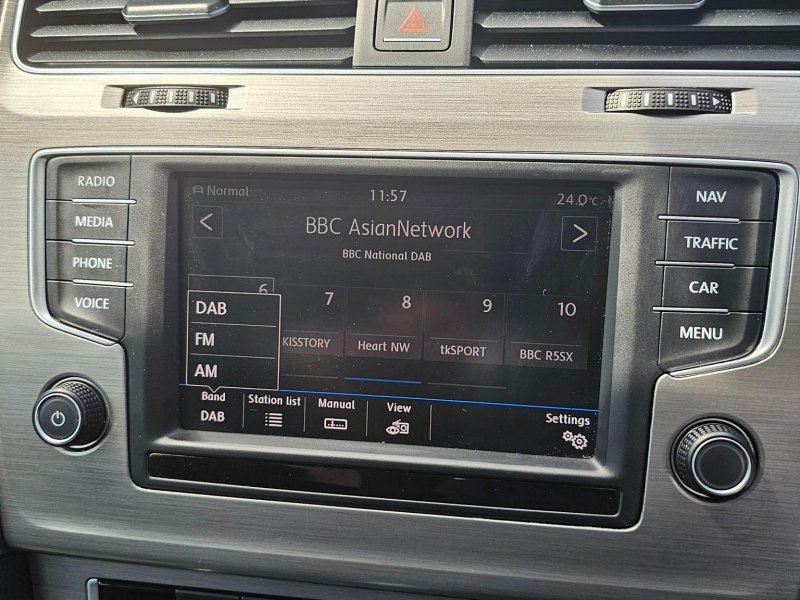 RADIO
MEDIA
PHONE
VOICE
Normal
11:57
24.0°C
BBC AsianNetwork
BBC National DAB
6
7
8
9
10
KISSTORY
Heart NW
tkSPORT
BBC R5SX
DAB
FM
AM
Band
DAB
Station list
Manual
View
Settings
NAV
TRAFFIC
CAR
MENU